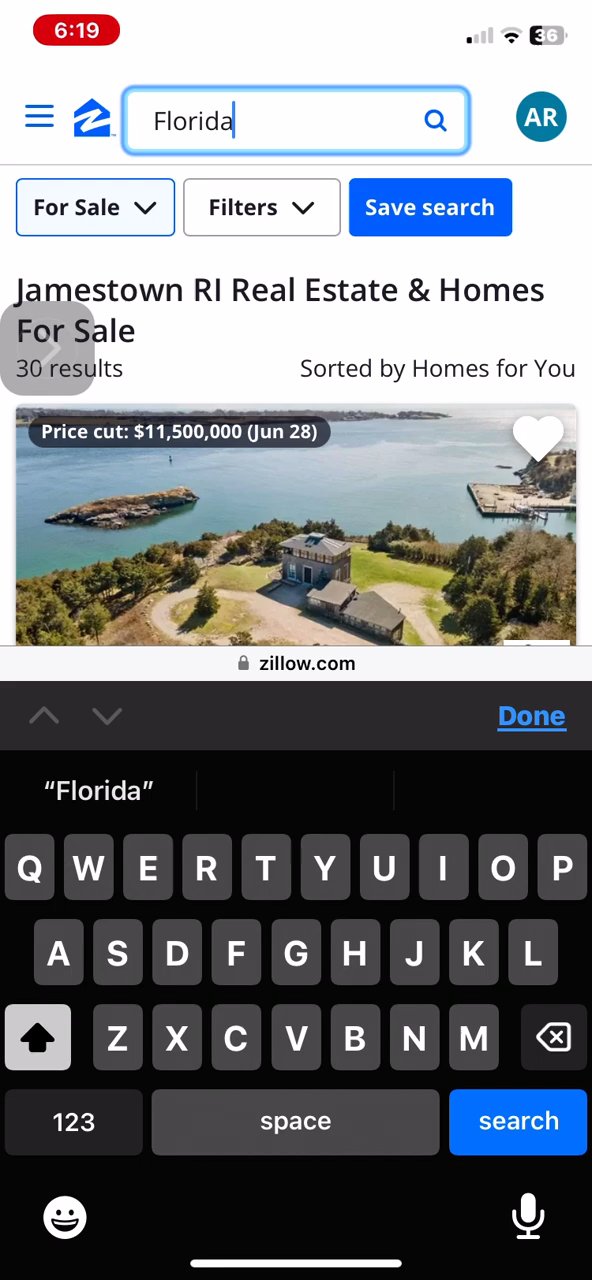 6:19
36
Florida
AR
For Sale
Filters
Save search
Jamestown RI Real Estate & Homes
For Sale
30 results
Sorted by Homes for You
Price cut: $11,500,000 (Jun 28)
zillow.com
Done
“Florida”
Q W E R T Y U I O P
A S D F G H J K L
Z X C V B N M
123
space
search